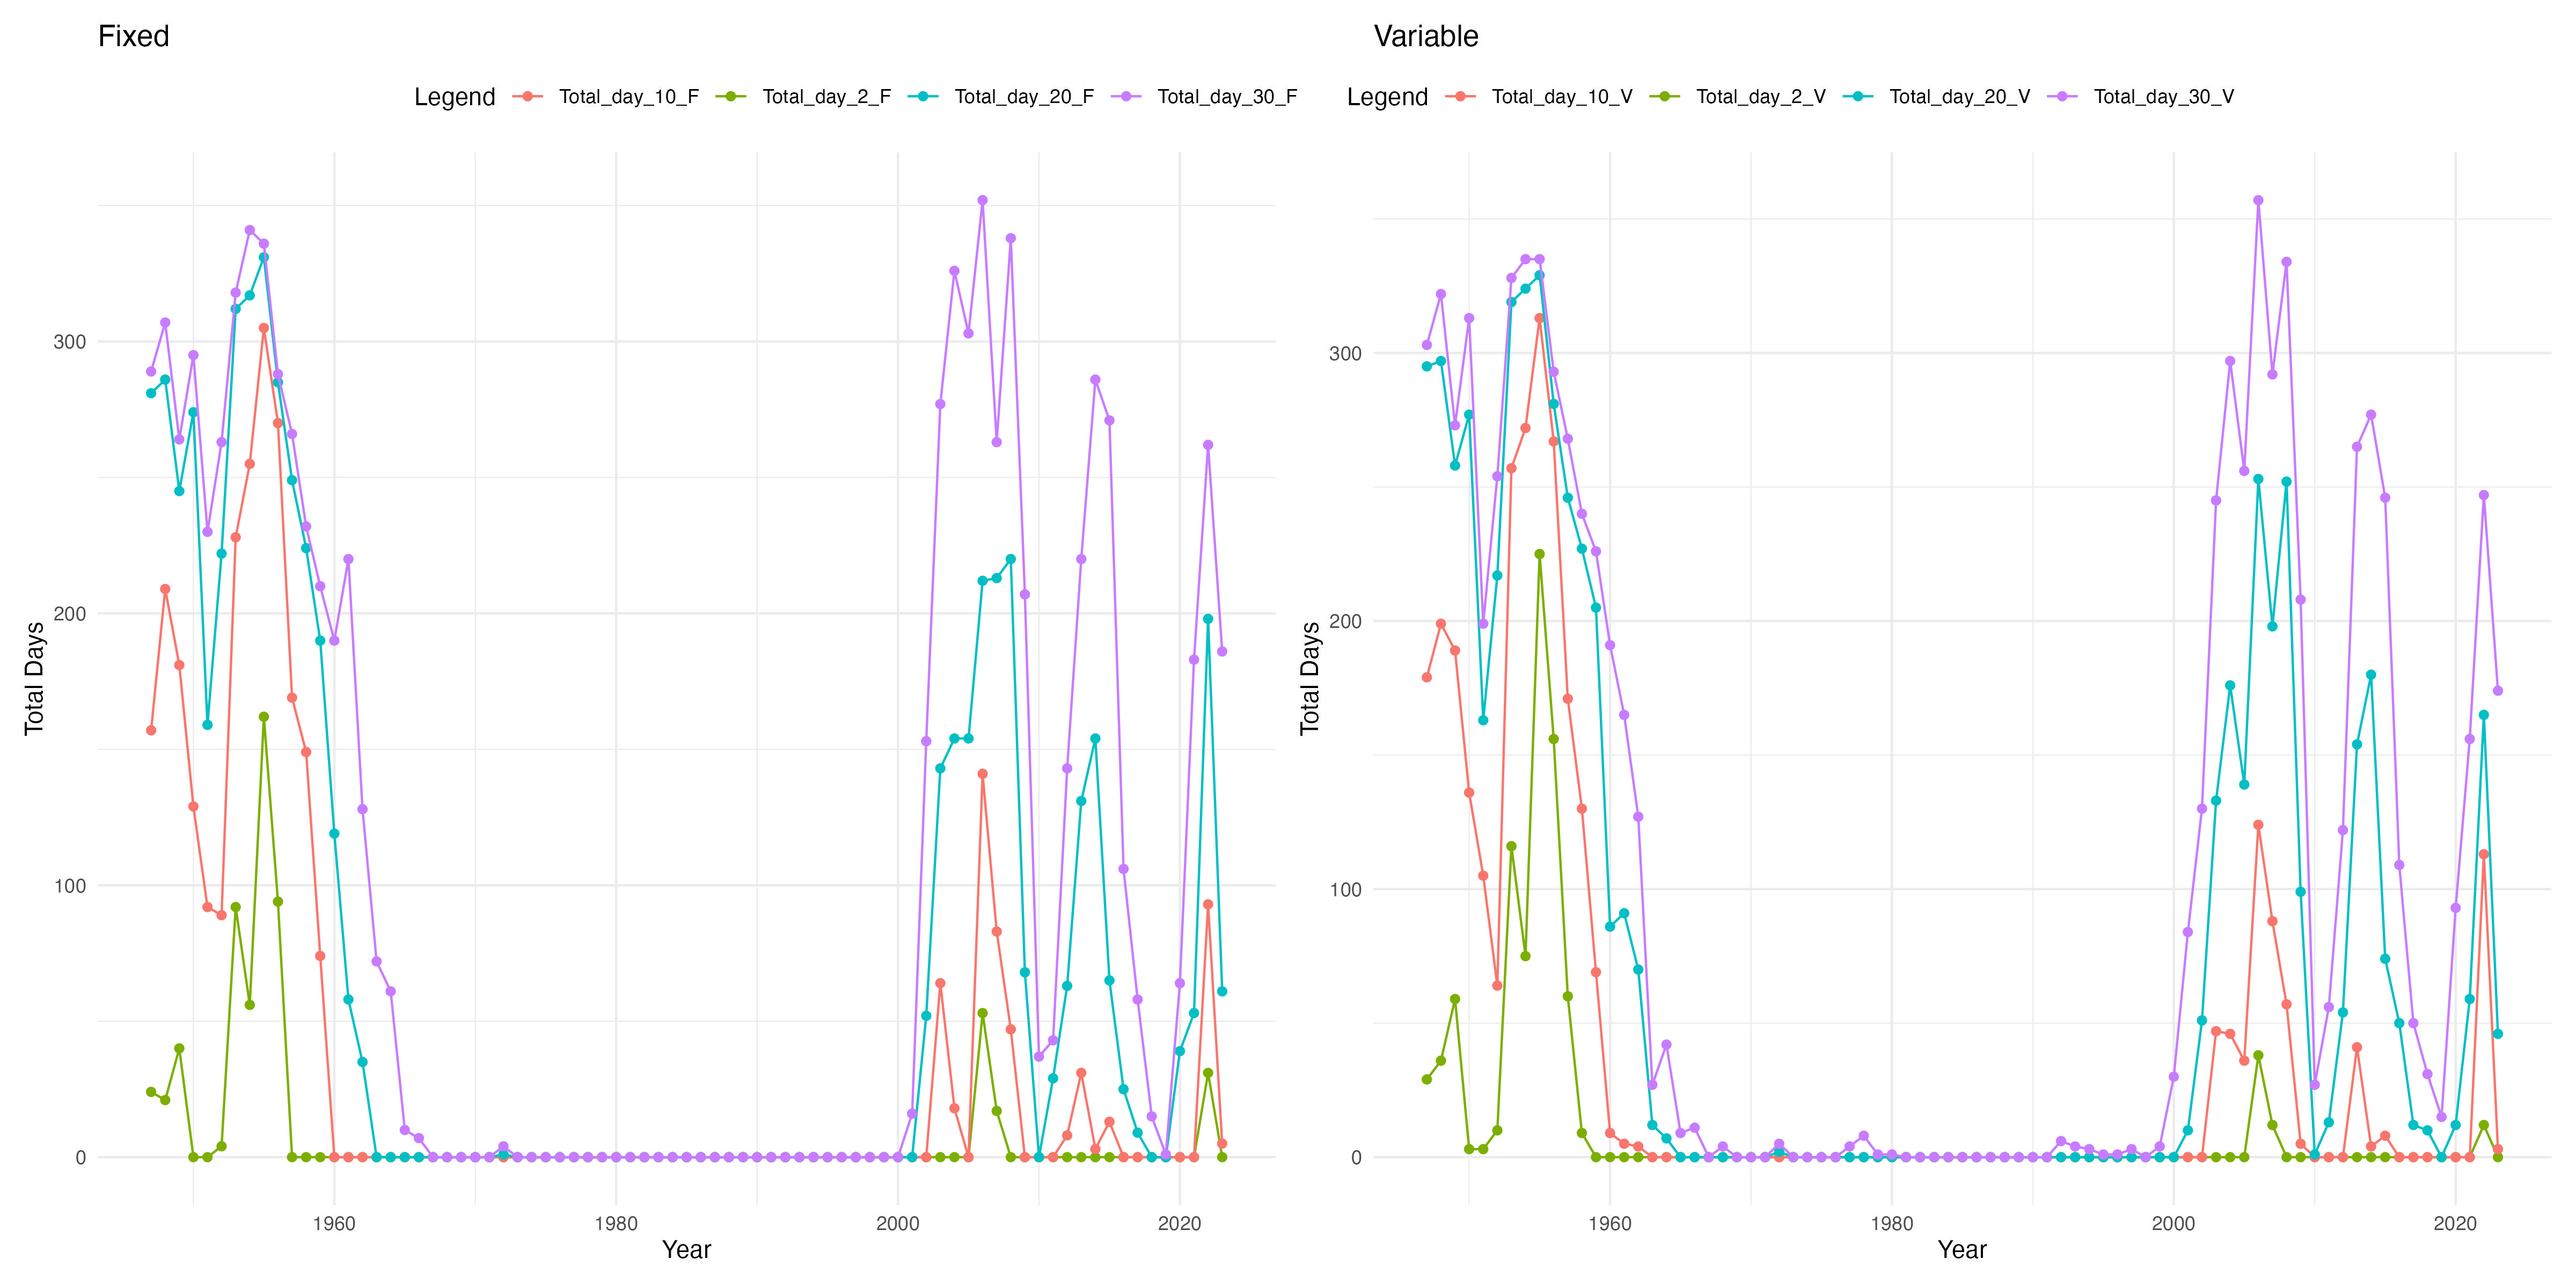 Fixed
Legend Total_day_10_F Total_day_2_F Total_day_20_F Total_day_30_F
Total Days
300
200
100
0
1960 1980 2000 2020
Year
Variable
Legend Total_day_10_V Total_day_2_V Total_day_20_V Total_day_30_V
Total Days
300
200
100
0
1960 1980 2000 2020
Year